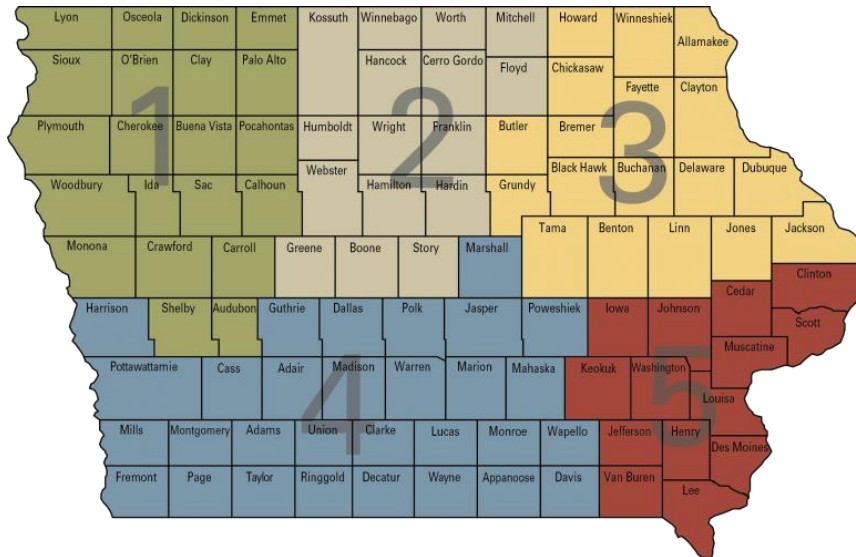 Lyon Osceola Dickinson Emmet Kossuth Winnebago Worth Mitchell Howard Winneshiek Allamakee
Sioux O'Brien Clay Palo Alto Hancock Cerro Gordo Floyd Chickasaw Fayette Clayton
1 2 3
Plymouth Cherokee Buena Vista Pocahontas Humboldt Wright Franklin Butler Bremer
Webster Black Hawk Buchanan Delaware Dubuque
Woodbury Ida Sac Calhoun Hamilton Hardin Grundy
Tama Benton Linn Jones Jackson
Monona Crawford Carroll Greene Boone Story Marshall
Clinton
Cedar
Harrison Shelby Audubon Guthrie Dallas Polk Jasper Poweshiek Iowa Johnson
Scott
Muscatine
Pottawattamie Cass Adair Madison Warren Marion Mahaska Keokuk Washington
4 5
Louisa
Mills Montgomery Adams Union Clarke Lucas Monroe Wapello Jefferson Henry
Des Moines
Fremont Page Taylor Ringgold Decatur Wayne Appanoose Davis Van Buren
Lee